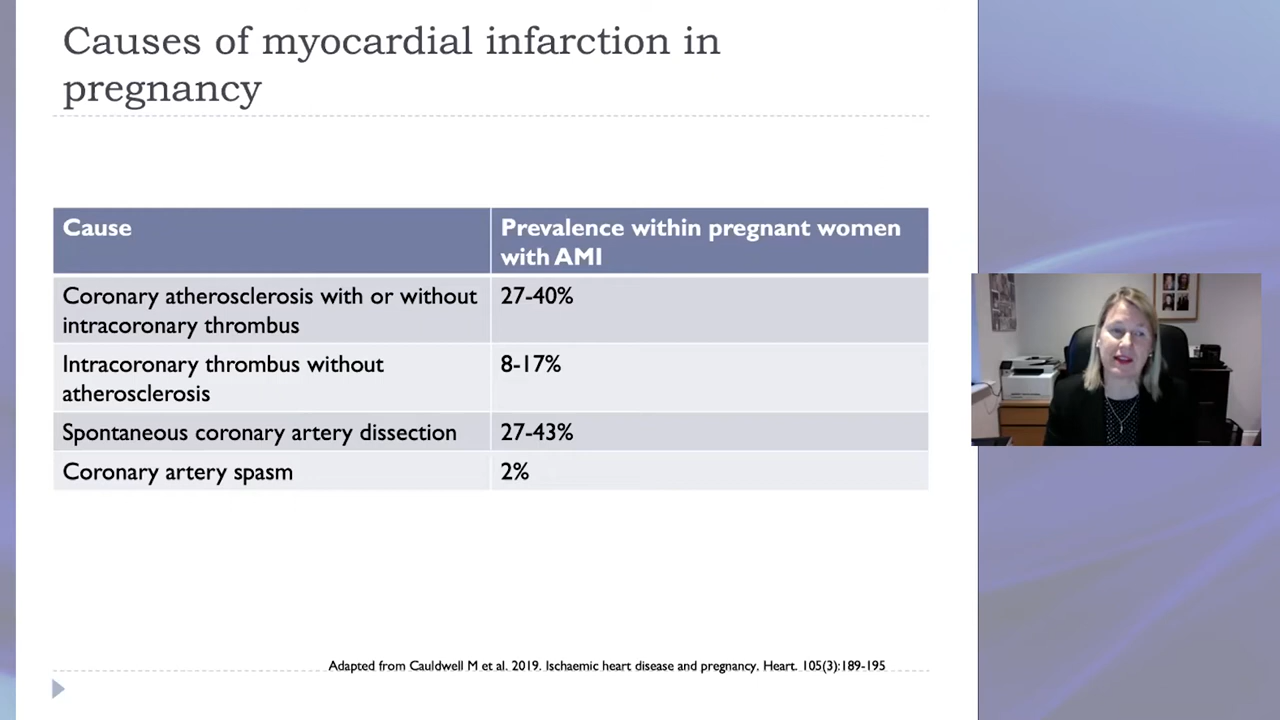 Causes of myocardial infarction in
pregnancy
Cause
Prevalence within pregnant women
with AMI
Coronary atherosclerosis with or without
intracoronary thrombus
27-40%
Intracoronary thrombus without
atherosclerosis
8-17%
Spontaneous coronary artery dissection
27-43%
Coronary artery spasm
2%
Adapted from Cauldwell M et al. 2019. Ischaemic heart disease and pregnancy. Heart. 105(3):189-195